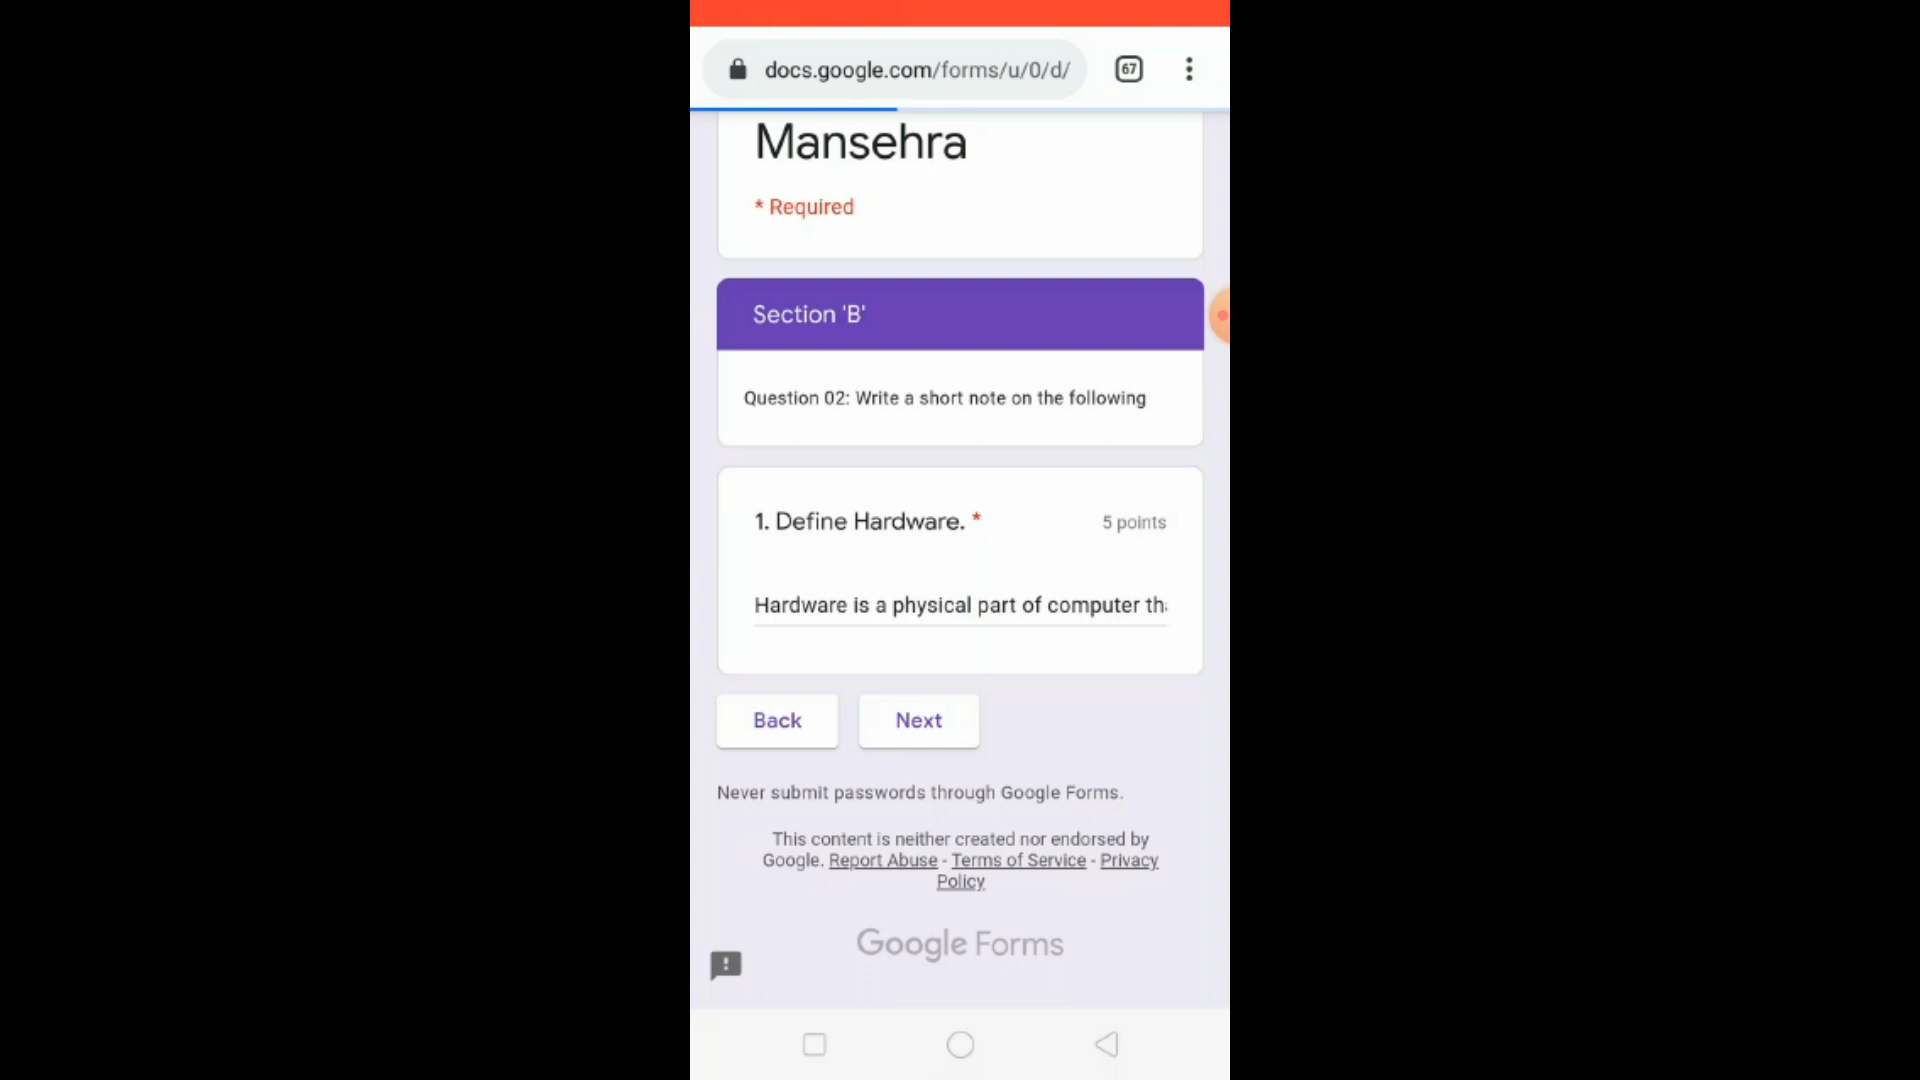 docs.google.com/forms/u/0/d/
67
Mansehra
* Required
Section 'B'
Question 02: Write a short note on the following
1. Define Hardware. *
5 points
Hardware is a physical part of computer
Back
Next
Never submit passwords through Google Forms.
This content is neither created nor endorsed by
Google. Report Abuse - Terms of Service - Privacy
Policy
Google Forms